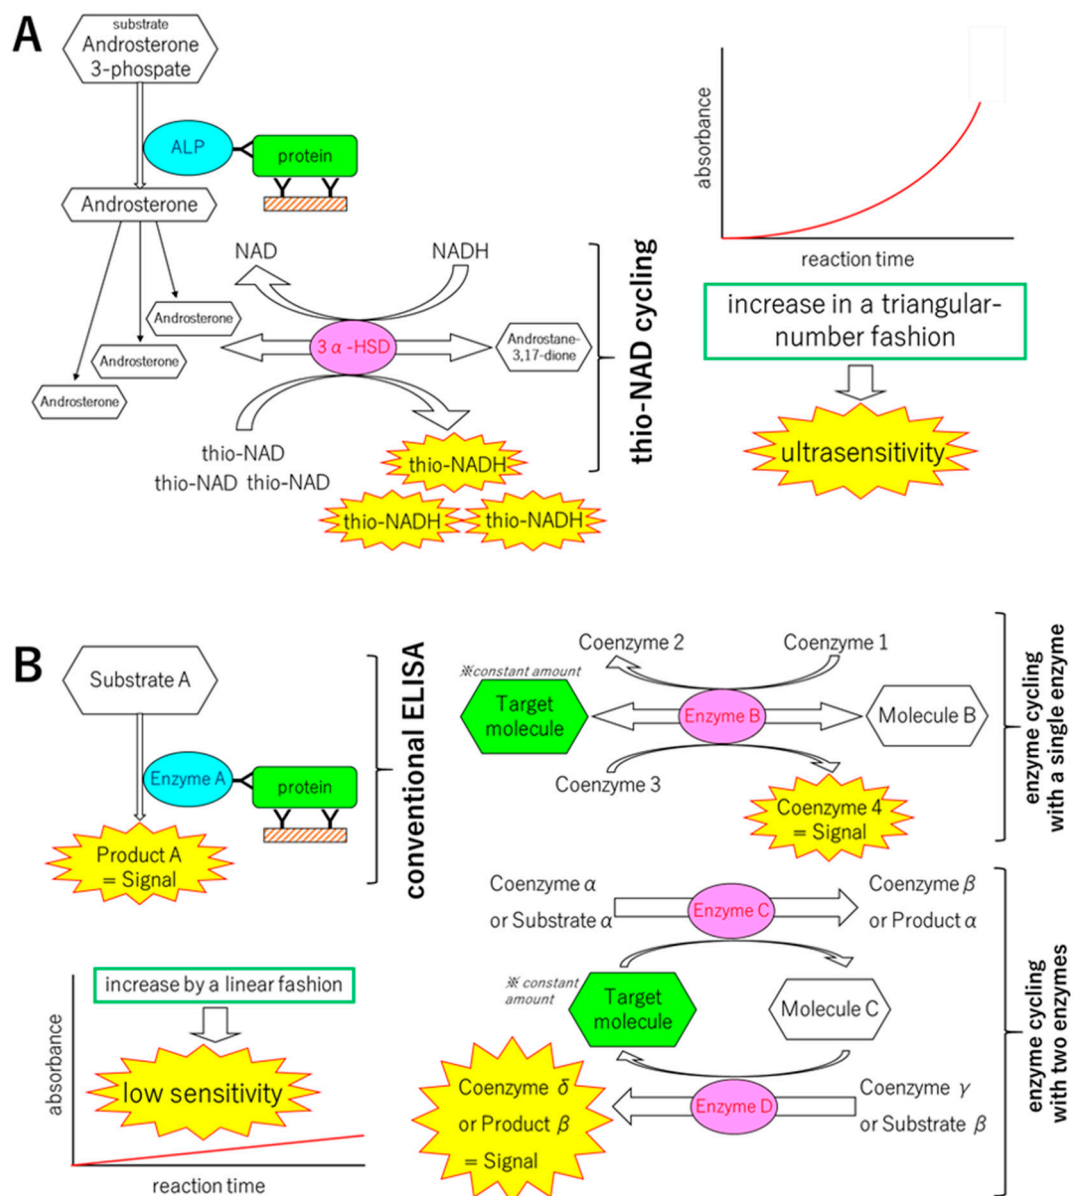 A
substrate
Androsterone
3-phospate
ALP
protein
Androsterone
Androsterone
Androsterone
Androsterone
NAD
NADH
3α-HSD
Androstane-
3,17-dione
thio-NAD
thio-NAD thio-NAD
thio-NADH
thio-NADH
thio-NADH
thio-NAD cycling
absorbance
reaction time
increase in a triangular-
number fashion
ultrasensitivity
B
Substrate A
Enzyme A
protein
Product A
= Signal
conventional ELISA
increase by a linear fashion
low sensitivity
absorbance
reaction time
Coenzyme 2
Coenzyme 1
※constant amount
Target
molecule
Enzyme B
Molecule B
Coenzyme 3
Coenzyme 4
= Signal
enzyme cycling
with a single enzyme
Coenzyme α
or Substrate α
Enzyme C
Coenzyme β
or Product α
※ constant
amount
Target
molecule
Molecule C
Coenzyme δ
or Product β
= Signal
Enzyme D
Coenzyme γ
or Substrate β
enzyme cycling
with two enzymes